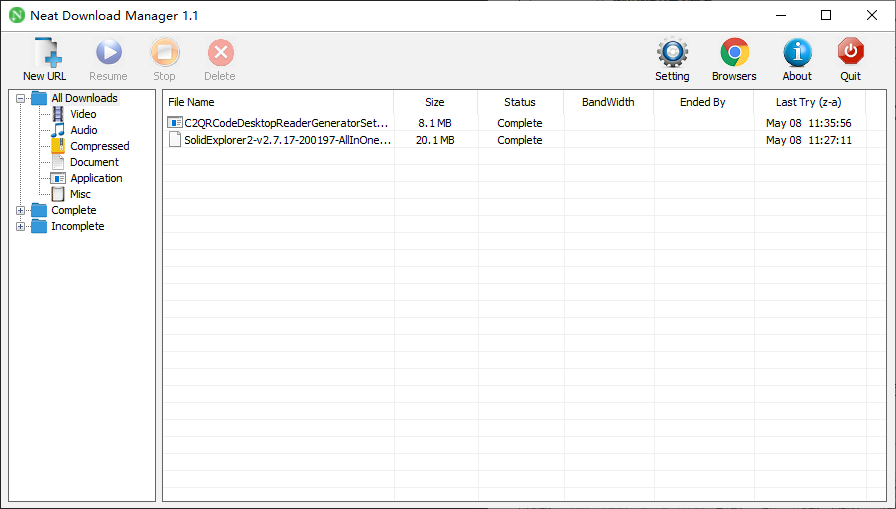 Neat Download Manager 1.1
New URL Resume Stop Delete Setting Browsers About Quit
All Downloads
Video
Audio
Compressed
Document
Application
Misc
Complete
Incomplete
File Name Size Status BandWidth Ended By Last Try (z-a)
C2QRCodeDesktopReaderGeneratorSet... 8.1 MB Complete May 08 11:35:56
SolidExplorer2-v2.7.17-200197-AllInOne... 20.1 MB Complete May 08 11:27:11